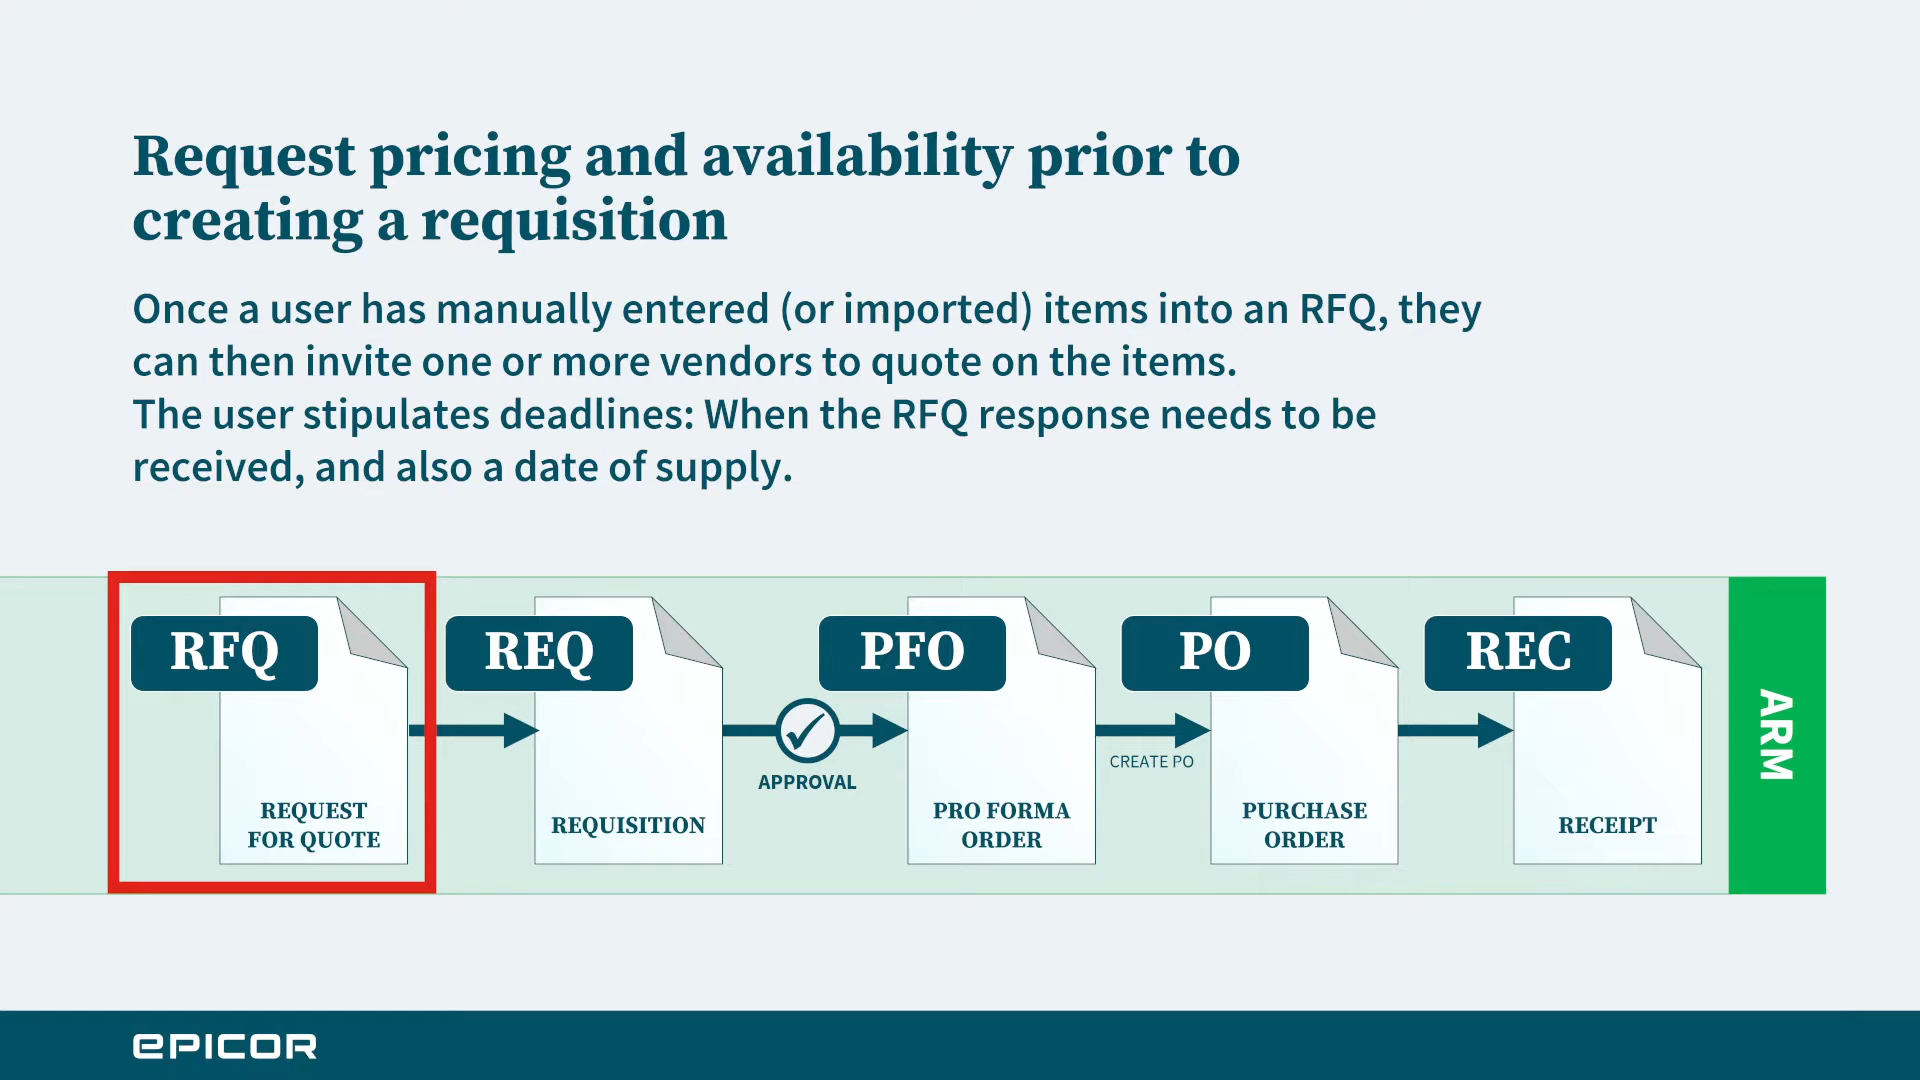 Request pricing and availability prior to
creating a requisition
Once a user has manually entered (or imported) items into an RFQ, they
can then invite one or more vendors to quote on the items.
The user stipulates deadlines: When the RFQ response needs to be
received, and also a date of supply.
RFQ
REQUEST
FOR QUOTE
REQ
REQUISITION
APPROVAL
PFO
PRO FORMA
ORDER
CREATE PO
PO
PURCHASE
ORDER
REC
RECEIPT
ARM
EPICOR